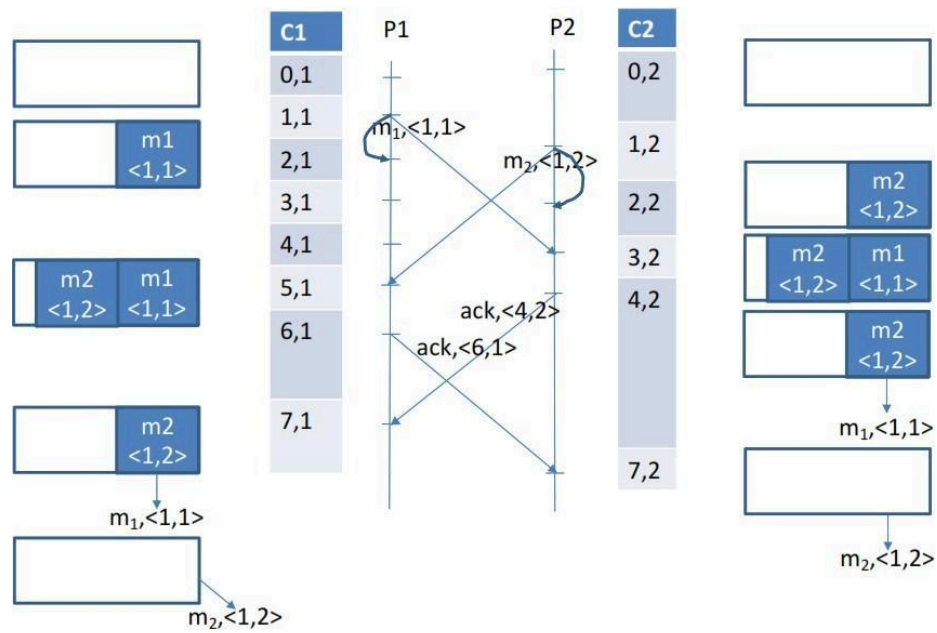 C1
P1
P2
C2
0,1
1,1
2,1
3,1
4,1
5,1
6,1
7,1
0,2
1,2
2,2
3,2
4,2
7,2
m1
<1,1>
m2 m1
<1,2> <1,1>
m2
<1,2>
m₁,<1,1>
m₂,<1,2>
m₁,<1,1>
m₂,<1,2>
ack,<4,2>
ack,<6,1>
m2
<1,2>
m2 m1
<1,2> <1,1>
m2
<1,2>
m₁,<1,1>
m₂,<1,2>